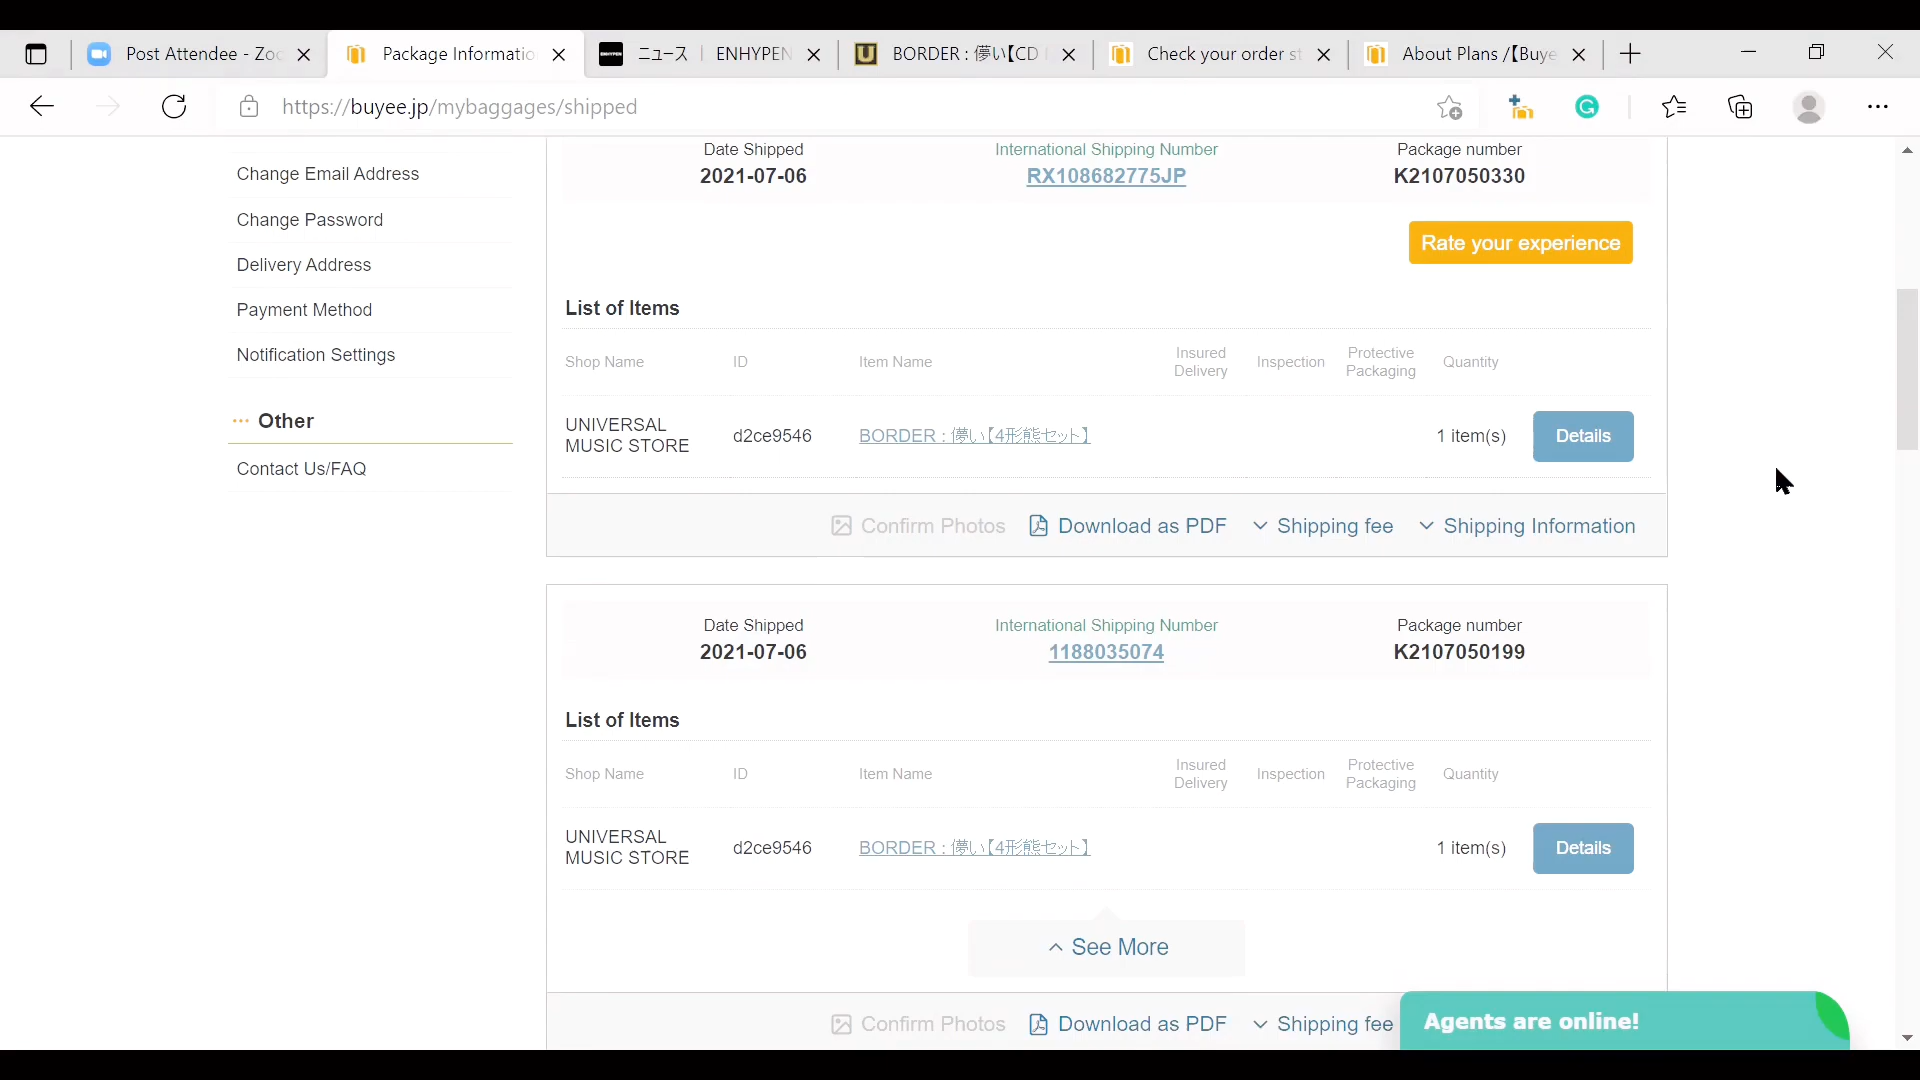 Post Attendee - Zoo
Package Informatio
ニュース | ENHYPEN
BORDER : 儚い【CD
Check your order st
About Plans /【Buye
https://buyee.jp/mybaggages/shipped
Change Email Address
Change Password
Delivery Address
Payment Method
Notification Settings
Other
Contact Us/FAQ
Date Shipped
International Shipping Number
Package number
2021-07-06
RX108682775JP
K2107050330
Rate your experience
List of Items
Shop Name
ID
Item Name
Insured
Delivery
Inspection
Protective
Packaging
Quantity
UNIVERSAL
MUSIC STORE
d2ce9546
BORDER : 儚い【4形態セット】
1 item(s)
Details
Confirm Photos
Download as PDF
Shipping fee
Shipping Information
Date Shipped
International Shipping Number
Package number
2021-07-06
1188035074
K2107050199
List of Items
Shop Name
ID
Item Name
Insured
Delivery
Inspection
Protective
Packaging
Quantity
UNIVERSAL
MUSIC STORE
d2ce9546
BORDER : 儚い【4形態セット】
1 item(s)
Details
See More
Confirm Photos
Download as PDF
Shipping fee
Agents are online!